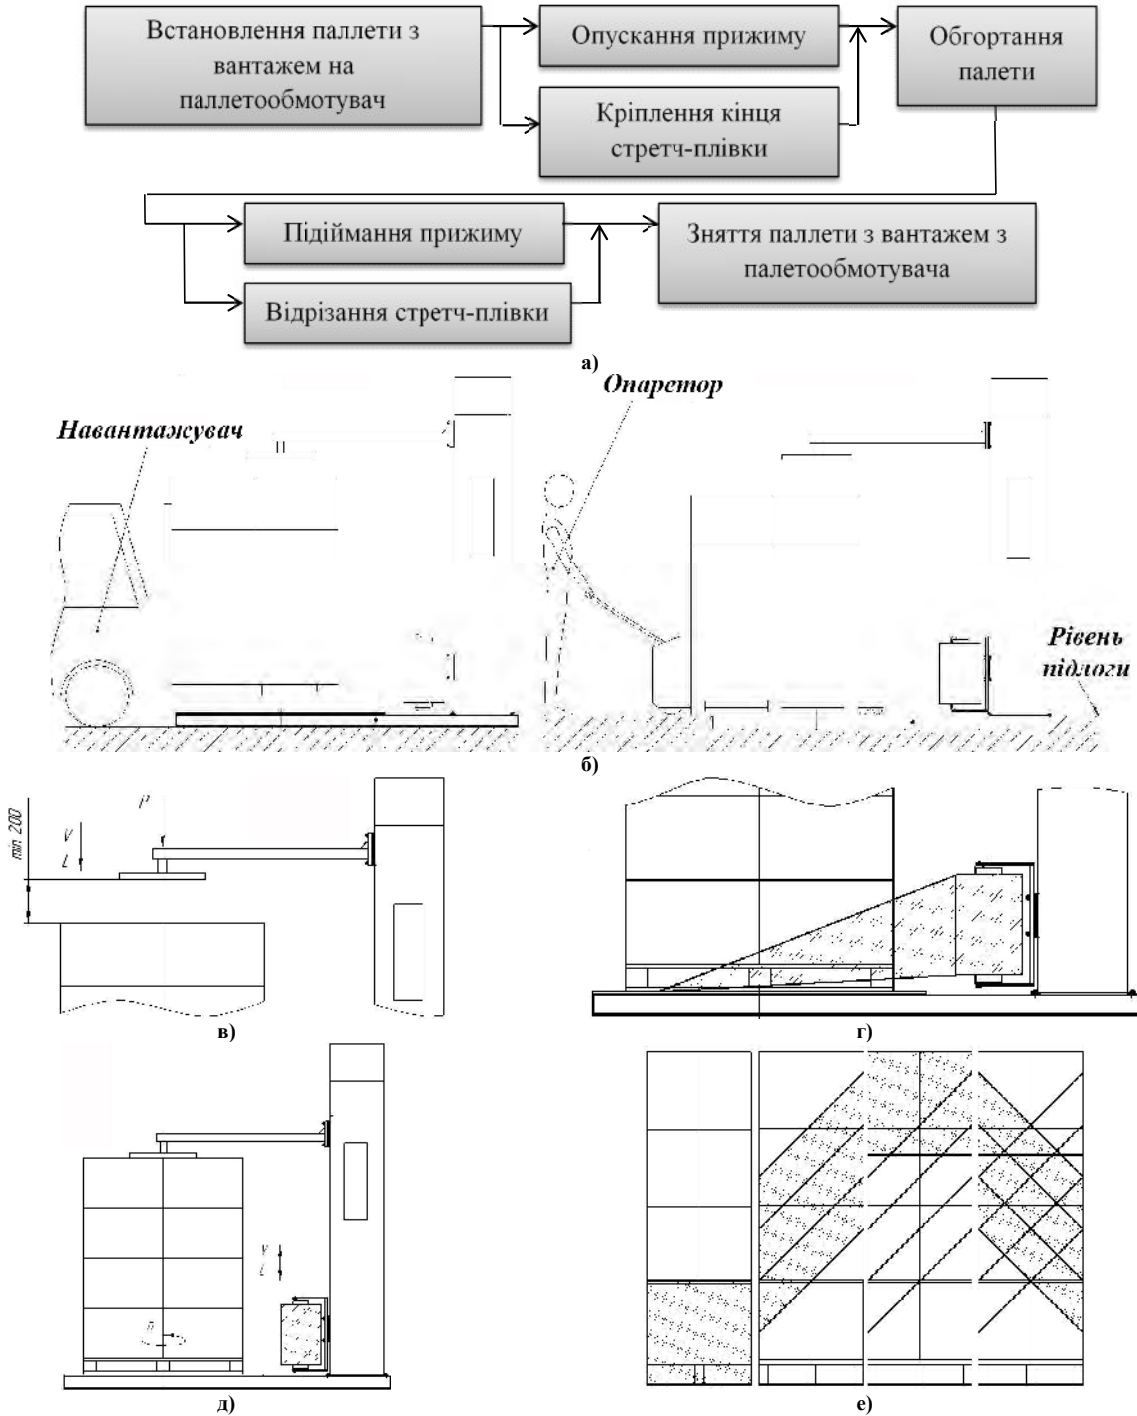 Встановлення паллети з
вантажем на
паллетообмотувач
Опускання прижиму
Кріплення кінця
стретч-плівки
Обгортання
палети
Підіймання прижиму
Відрізання стретч-плівки
Зняття паллети з вантажем з
палетообмотувача
а)
Навантажувач
Опаретор
Рівень
підлоги
б)
min 200
V
L
P
в)
г)
V
L
n
д)
е)